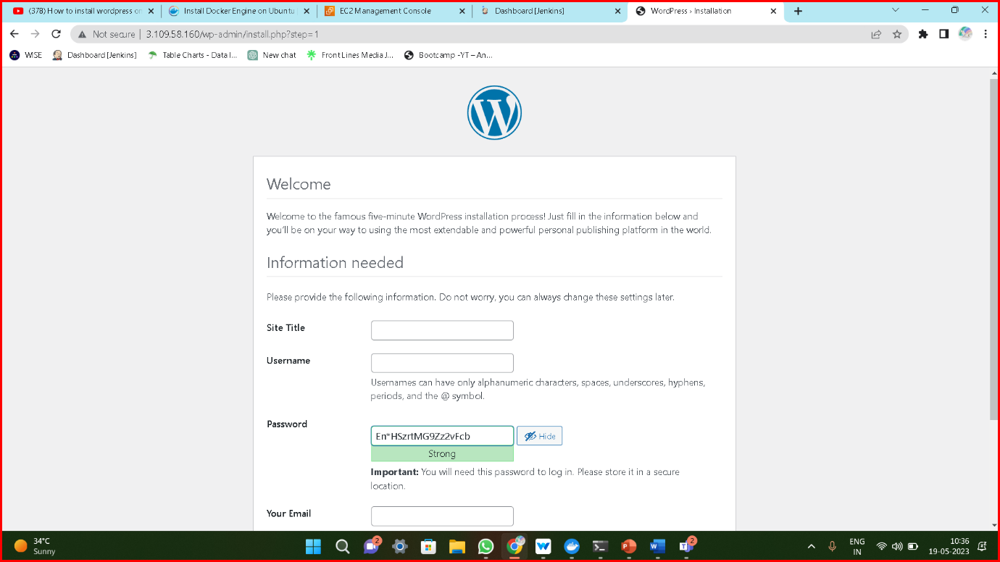 (378) How to install wordpress on
Install Docker Engine on Ubuntu
EC2 Management Console
Dashboard [Jenkins]
WordPress › Installation
Not secure
3.109.58.160/wp-admin/install.php?step=1
WISE
Dashboard [Jenkins]
Table Charts - Data I...
New chat
Front Lines Media J...
Bootcamp -YT – An...
Welcome
Welcome to the famous five-minute WordPress installation process! Just fill in the information below and
you'll be on your way to using the most extendable and powerful personal publishing platform in the world.
Information needed
Please provide the following information. Do not worry, you can always change these settings later.
Site Title
Username
Usernames can have only alphanumeric characters, spaces, underscores, hyphens,
periods, and the @ symbol.
Password
En*HSzrtMG9Zz2vFcb
Hide
Strong
Important: You will need this password to log in. Please store it in a secure
location.
Your Email
34°C
Sunny
2
2
ENG
IN
10:36
19-05-2023